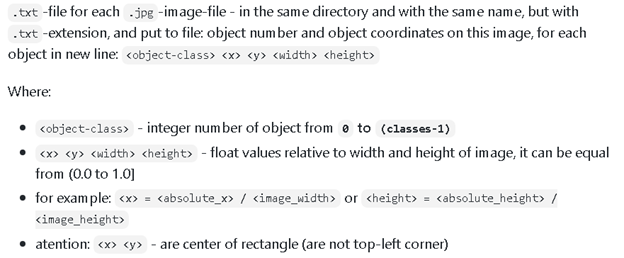 .txt -file for each .jpg -image-file - in the same directory and with the same name, but with
.txt -extension, and put to file: object number and object coordinates on this image, for each
object in new line: <object-class> <x> <y> <width> <height>
Where:
• <object-class> - integer number of object from 0 to (classes-1)
• <x> <y> <width> <height> - float values relative to width and height of image, it can be equal
from (0.0 to 1.0]
• for example: <x> = <absolute_x> / <image_width> or <height> = <absolute_height> /
<image_height>
• atention: <x> <y> - are center of rectangle (are not top-left corner)